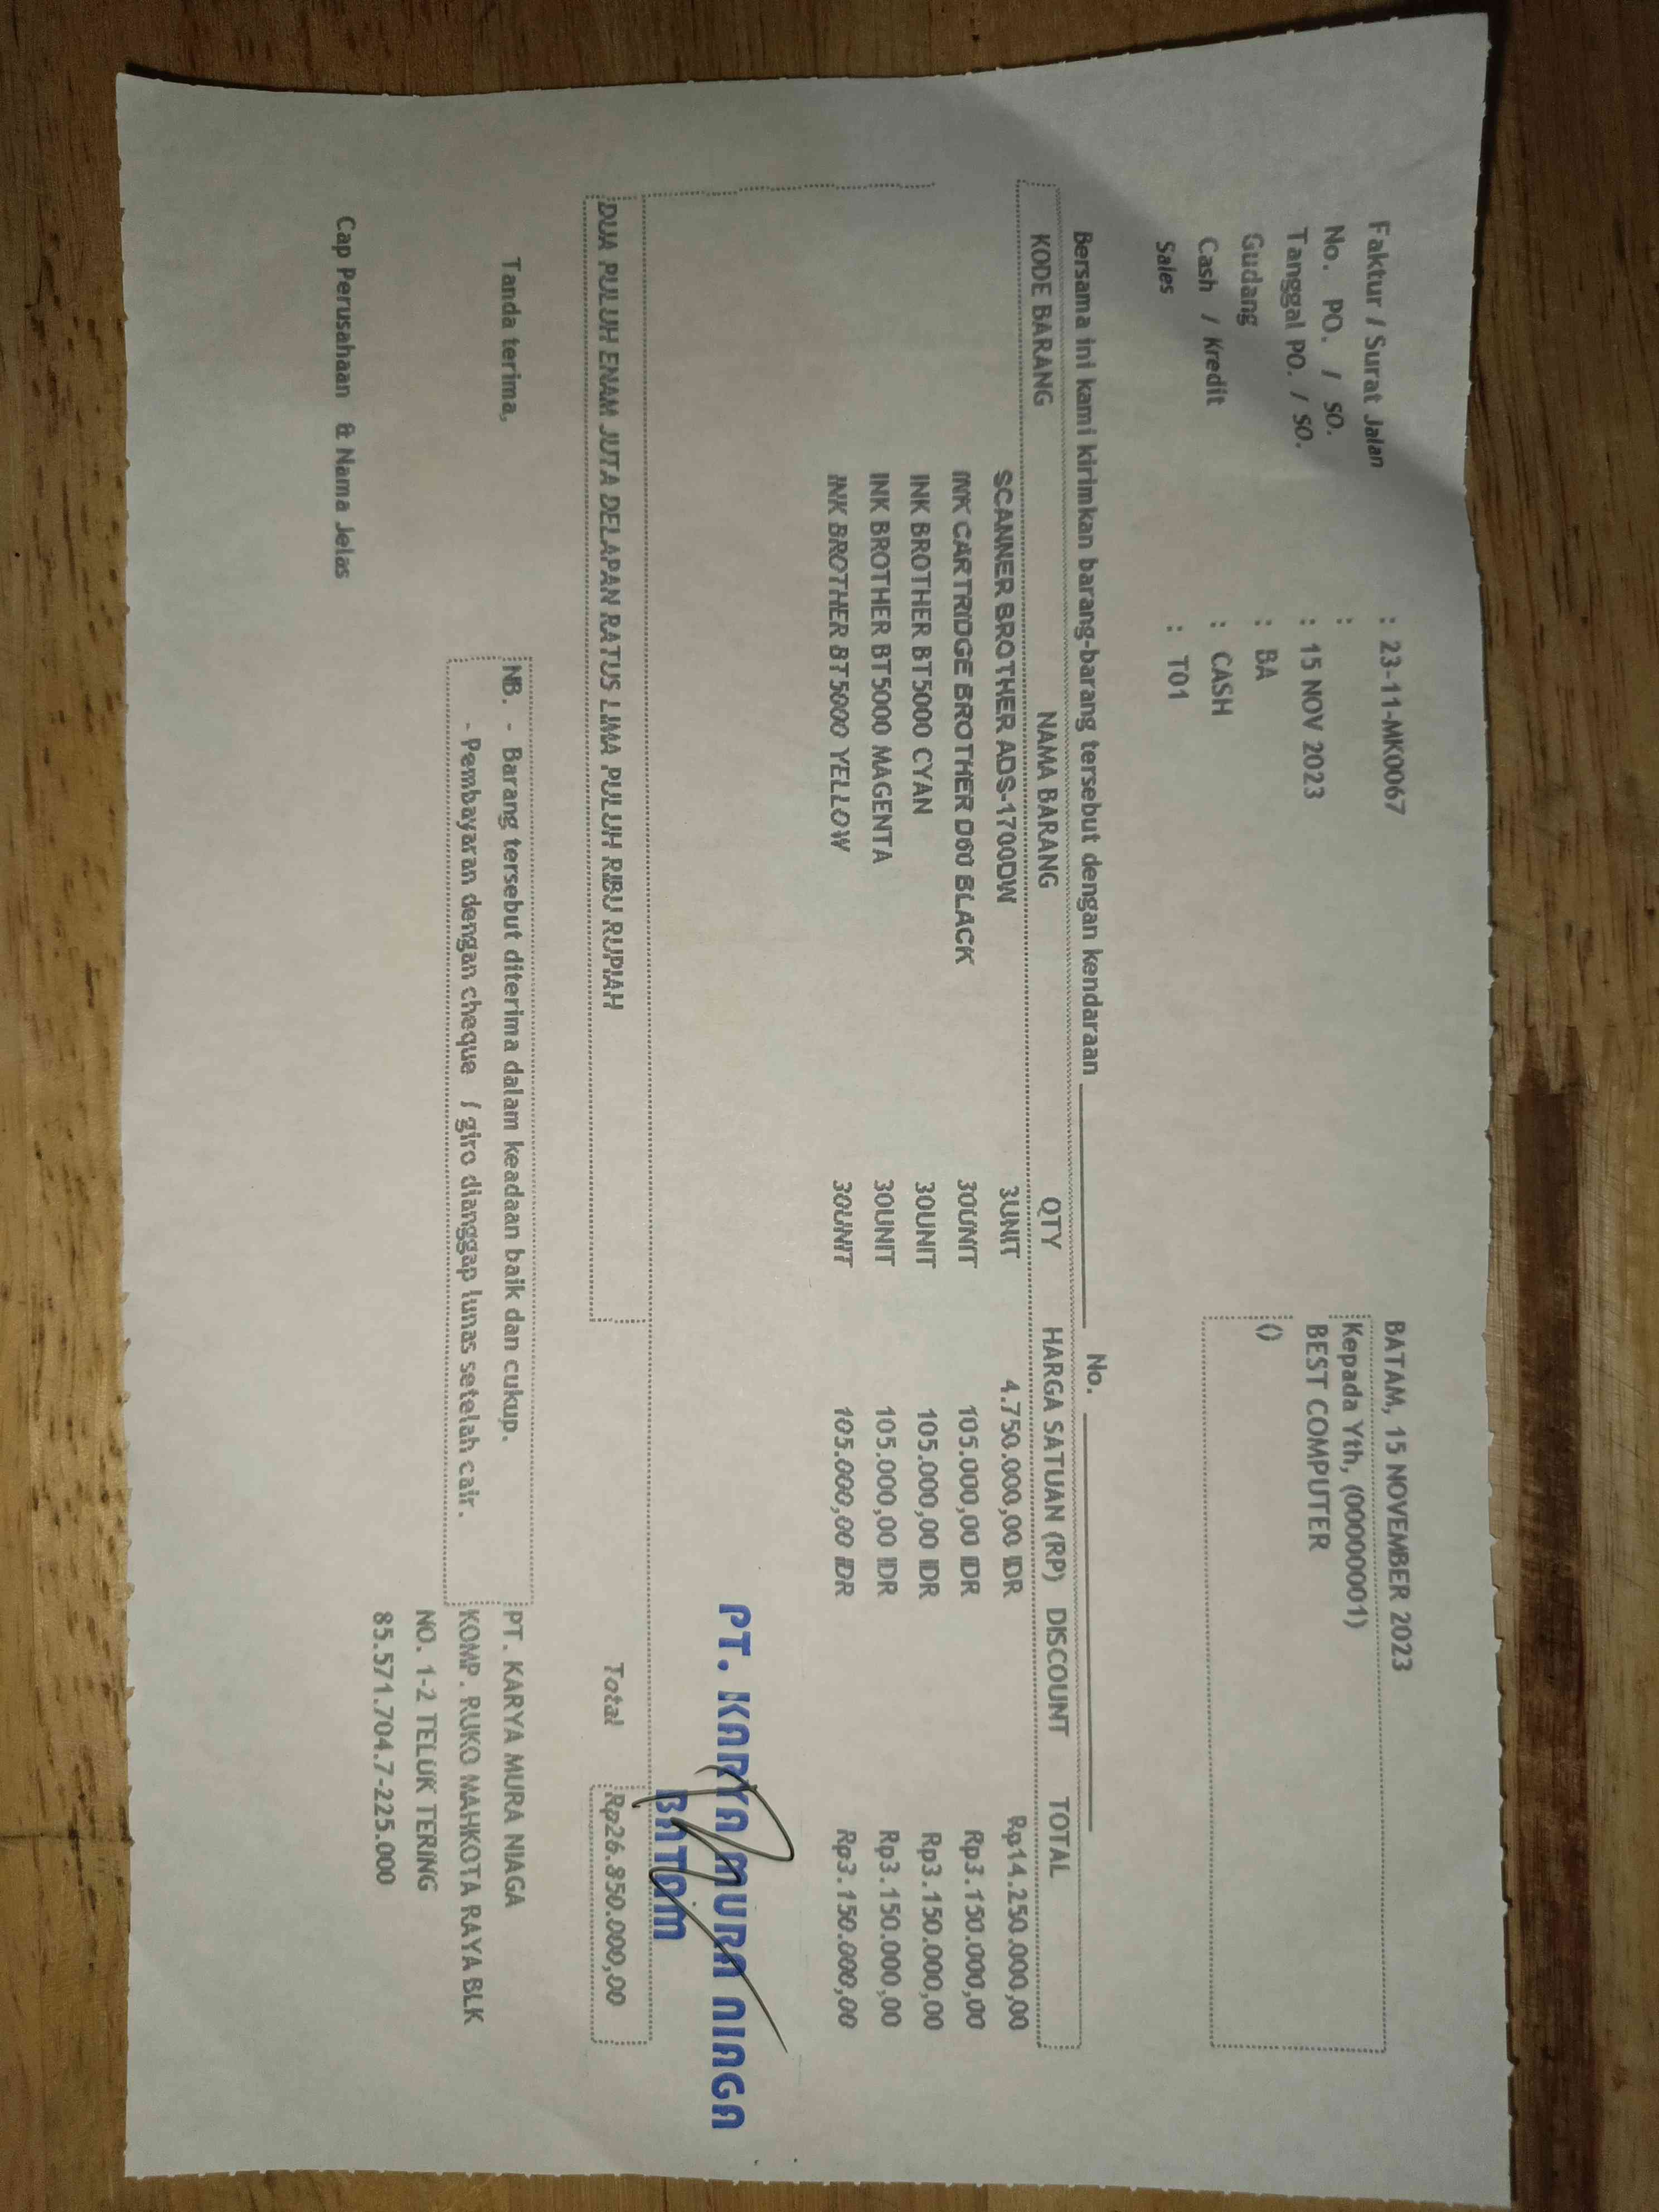 BATAM, 15 NOVEMBER 2023
Faktur / Surat Jalan : 23-11-MK0067
Kepada Yth, (00000001)
No. PO. / SO. :
BEST COMPUTER
Tanggal PO. / SO. : 15 NOV 2023
Gudang : BA
()
Cash / Kredit : CASH
Sales : T01
Bersama ini kami kirimkan barang-barang tersebut dengan kendaraan No.
KODE BARANG NAMA BARANG QTY HARGA SATUAN (RP) DISCOUNT TOTAL
SCANNER BROTHER ADS-1700DW 3UNIT 4.750.000,00 IDR Rp14.250.000,00
INK CARTRIDGE BROTHER D60 BLACK 30UNIT 105.000,00 IDR Rp3.150.000,00
INK BROTHER BT5000 CYAN 30UNIT 105.000,00 IDR Rp3.150.000,00
INK BROTHER BT5000 MAGENTA 30UNIT 105.000,00 IDR Rp3.150.000,00
INK BROTHER BT5000 YELLOW 30UNIT 105.000,00 IDR Rp3.150.000,00
PT. KARYA MURA NIAGA
BATAM
DUA PULUH ENAM JUTA DELAPAN RATUS LIMA PULUH RIBU RUPIAH Total Rp26.850.000,00
Tanda terima,
NB. - Barang tersebut diterima dalam keadaan baik dan cukup.
- Pembayaran dengan cheque / giro dianggap lunas setelah cair.
PT. KARYA MURA NIAGA
KOMP. RUKO MAHKOTA RAYA BLK
NO. 1-2 TELUK TERING
85.571.704.7-225.000
Cap Perusahaan & Nama Jelas